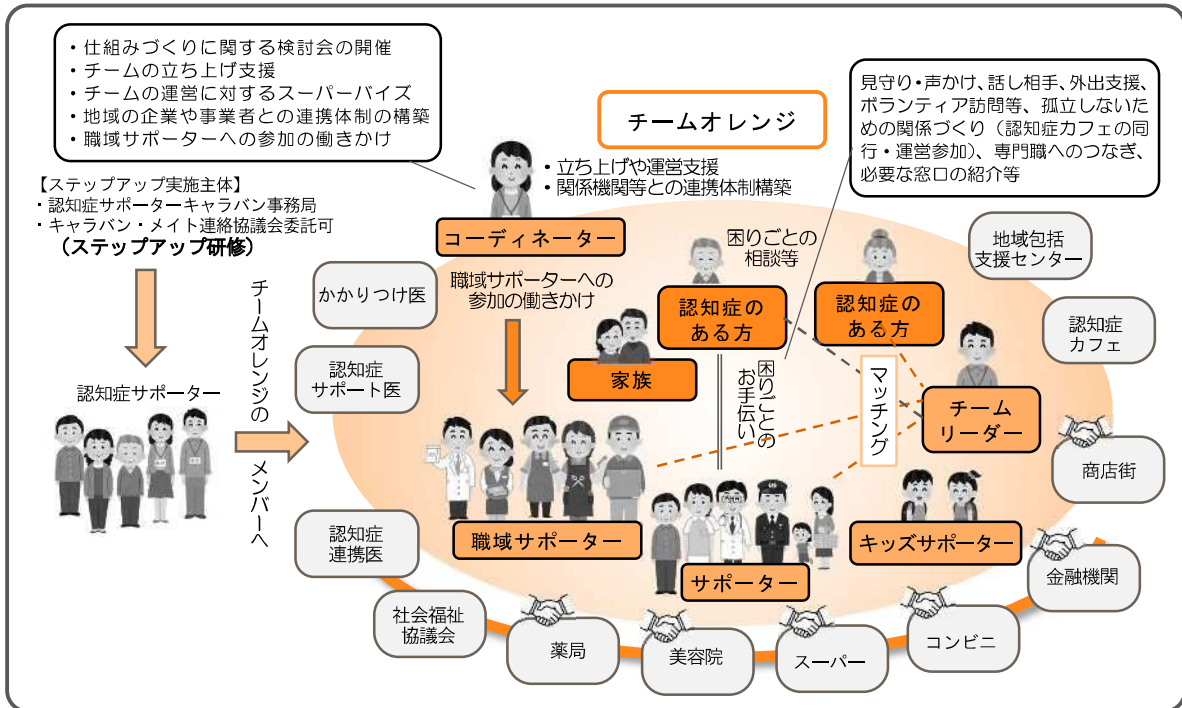 ・仕組みづくりに関する検討会の開催
・チームの立ち上げ支援
・チームの運営に対するスーパーバイズ
・地域の企業や事業者との連携体制の構築
・職域サポーターへの参加の働きかけ
チームオレンジ
見守り・声かけ、話し相手、外出支援、
ボランティア訪問等、孤立しないた
めの関係づくり（認知症カフェの同
行・運営参加）、専門職へのつなぎ、
必要な窓口の紹介等
・立ち上げや運営支援
・関係機関等との連携体制構築
【ステップアップ実施主体】
・認知症サポーターキャラバン事務局
・キャラバン・メイト連絡協議会委託可
（ステップアップ研修）
コーディネーター
困りごとの
相談等
地域包括
支援センター
かかりつけ医
職域サポーターへの
参加の働きかけ
認知症の
ある方
認知症の
ある方
認知症
カフェ
チームオレンジの
メンバーへ
認知症
サポート医
家族
困りごとの
お手伝い
マッチング
チーム
リーダー
認知症サポーター
商店街
認知症
連携医
職域サポーター
サポーター
キッズサポーター
金融機関
社会福祉
協議会
薬局
美容院
スーパー
コンビニ